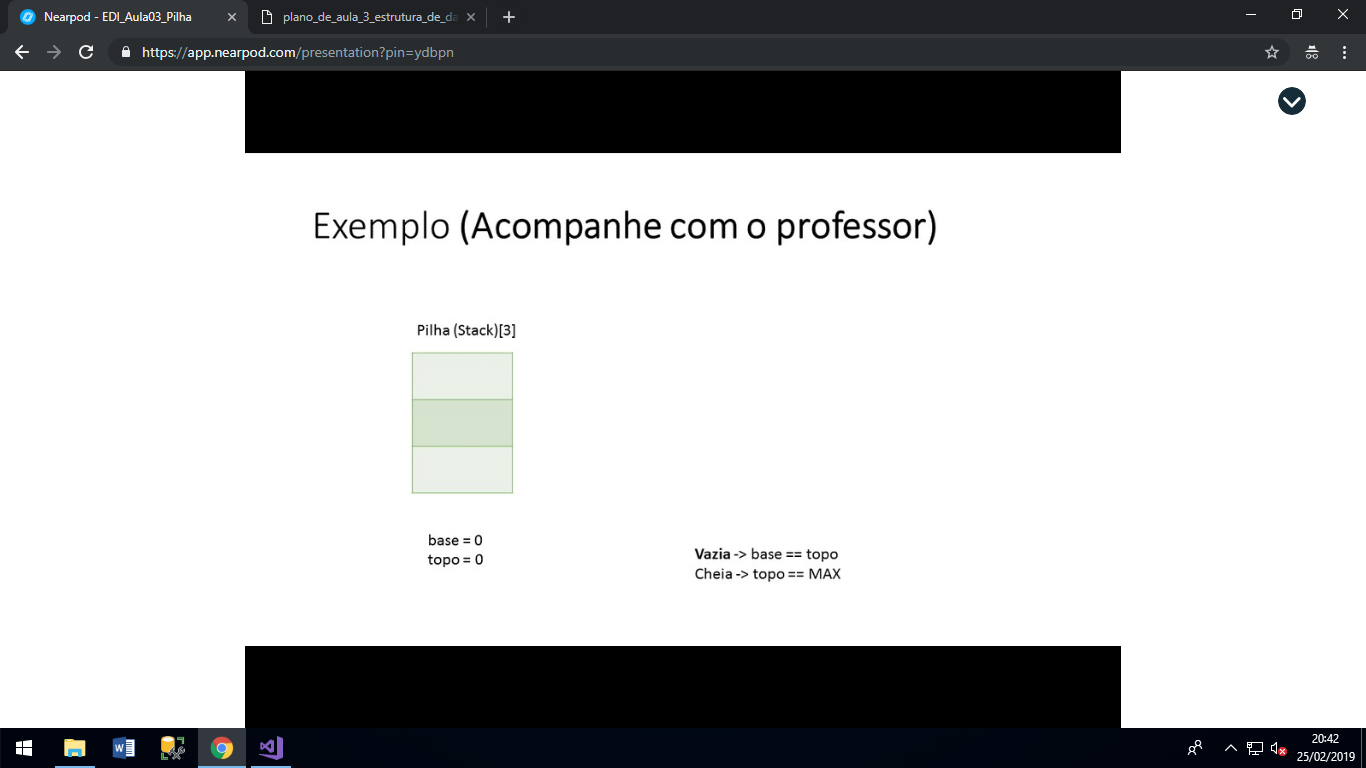 Nearpod - EDI_Aula03_Pilha
plano_de_aula_3_estrutura_de_da
https://app.nearpod.com/presentation?pin=ydbpn
Exemplo (Acompanhe com o professor)
Pilha (Stack)[3]
base = 0
topo = 0
Vazia -> base == topo
Cheia -> topo == MAX
20:42
25/02/2019